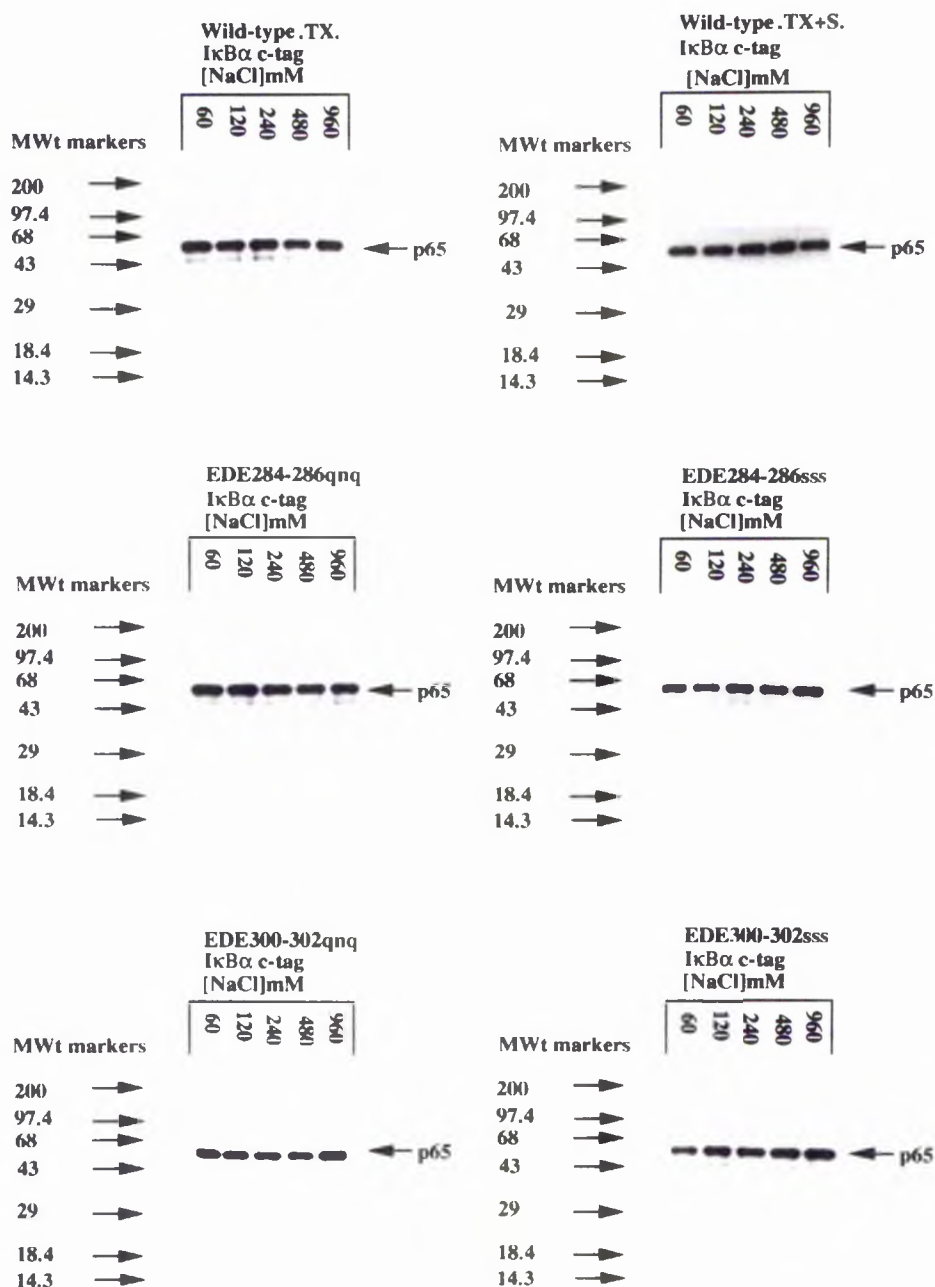 Wild-type.TX.
IκBα c-tag
[NaCl]mM
60 120 240 480 960
MWt markers
200
97.4
68
43
29
18.4
14.3
p65
Wild-type.TX+S.
IκBα c-tag
[NaCl]mM
60 120 240 480 960
MWt markers
200
97.4
68
43
29
18.4
14.3
p65
EDE284-286qnq
IκBα c-tag
[NaCl]mM
60 120 240 480 960
MWt markers
200
97.4
68
43
29
18.4
14.3
p65
EDE284-286sss
IκBα c-tag
[NaCl]mM
60 120 240 480 960
MWt markers
200
97.4
68
43
29
18.4
14.3
p65
EDE300-302qnq
IκBα c-tag
[NaCl]mM
60 120 240 480 960
MWt markers
200
97.4
68
43
29
18.4
14.3
p65
EDE300-302sss
IκBα c-tag
[NaCl]mM
60 120 240 480 960
MWt markers
200
97.4
68
43
29
18.4
14.3
p65